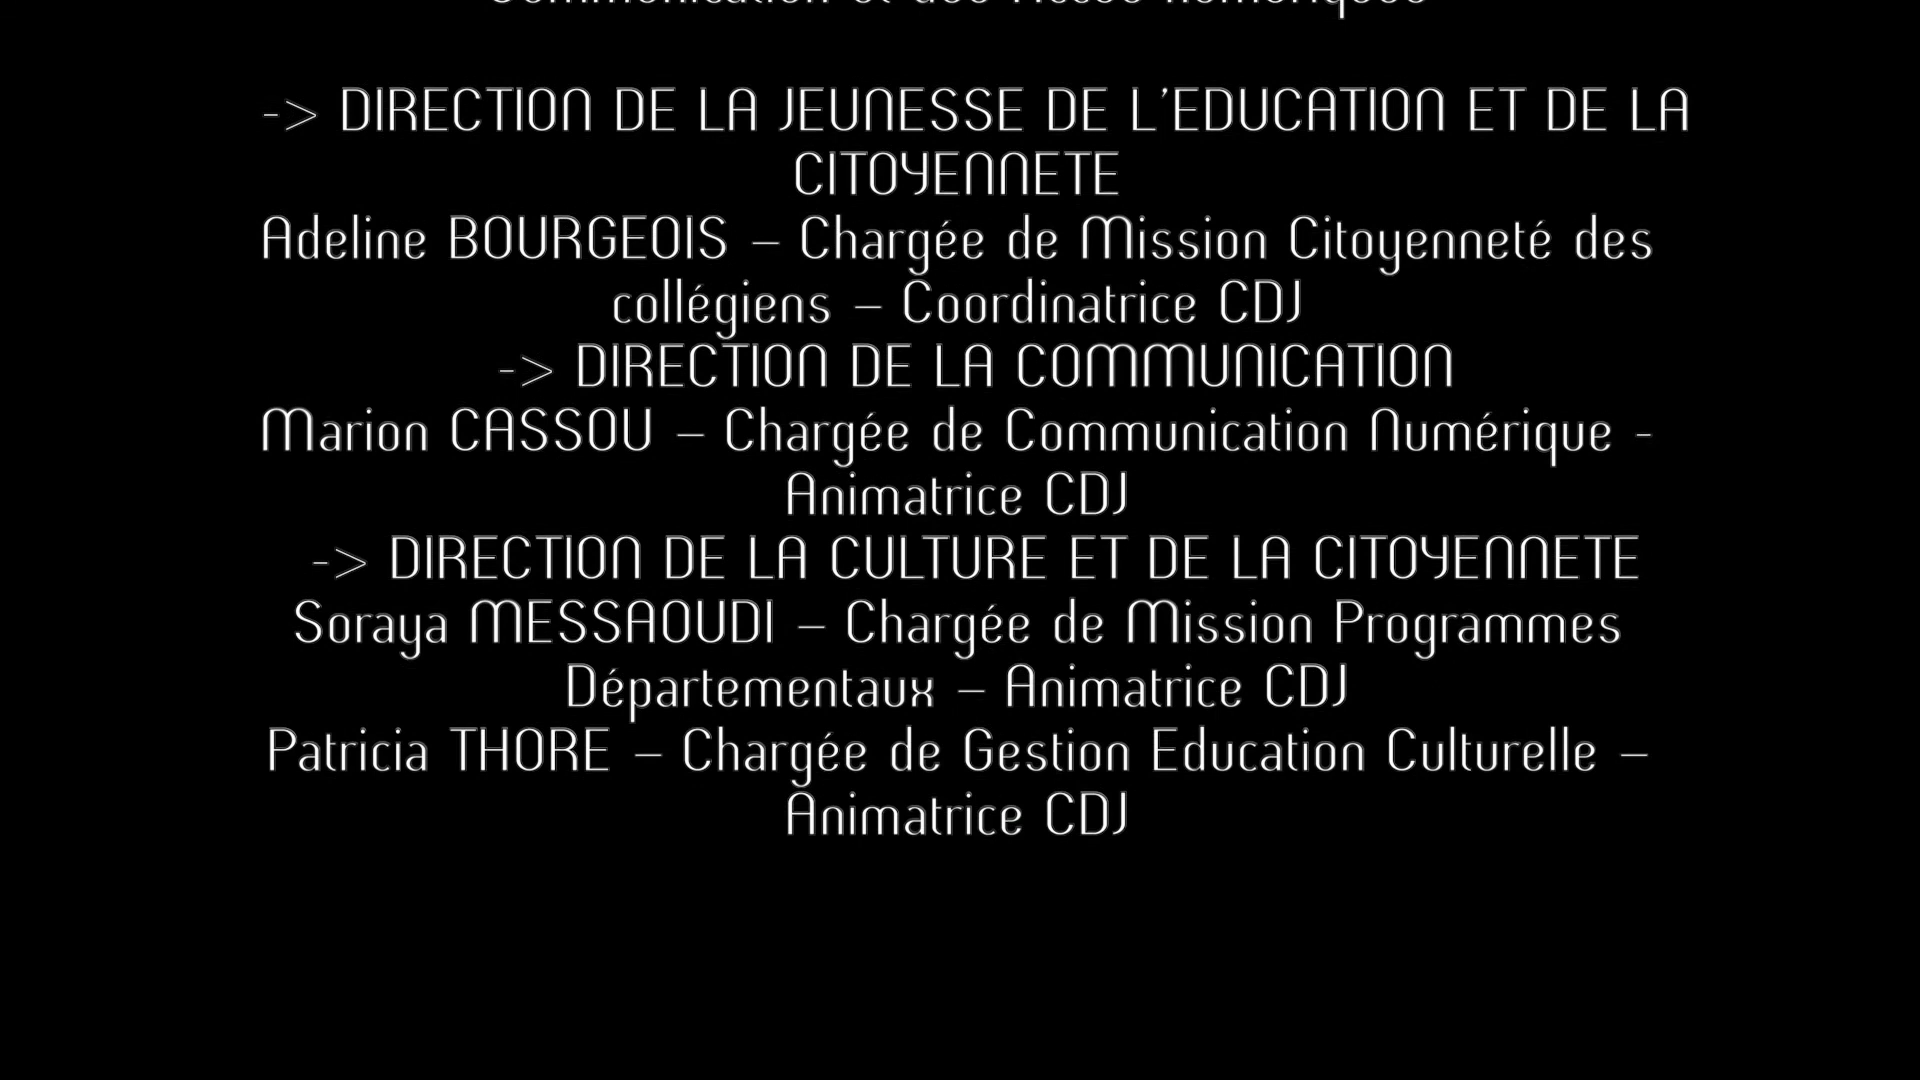 Communication et des
-> DIRECTION DE LA JEUNESSE DE L'EDUCATION ET DE LA
CITOYENNETE
Adeline BOURGEOIS – Chargée de Mission Citoyenneté des
collégiens – Coordinatrice CDJ
-> DIRECTION DE LA COMMUNICATION
Marion CASSOU – Chargée de Communication Numérique -
Animatrice CDJ
-> DIRECTION DE LA CULTURE ET DE LA CITOYENNETE
Soraya MESSAOUDI – Chargée de Mission Programmes
Départementaux – Animatrice CDJ
Patricia THORE – Chargée de Gestion Education Culturelle –
Animatrice CDJ